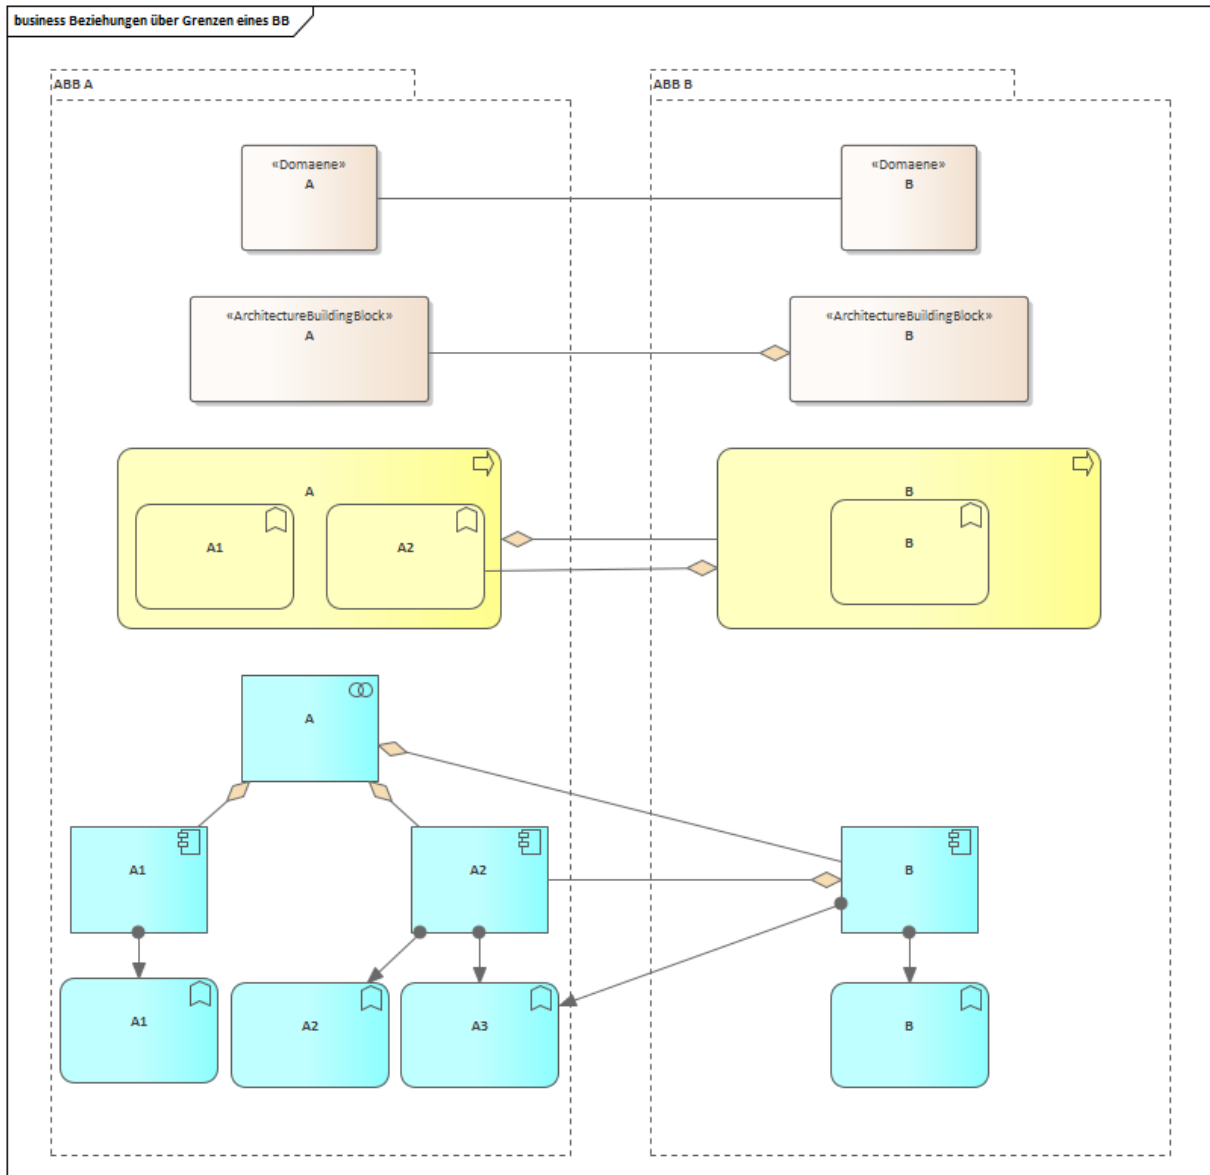 business Beziehungen über Grenzen eines BB
ABB A
ABB B
«Domaene»
A
«Domaene»
B
«ArchitectureBuildingBlock»
A
«ArchitectureBuildingBlock»
B
A
A1
A2
B
B
A
A1
A2
B
A1
A2
A3
B